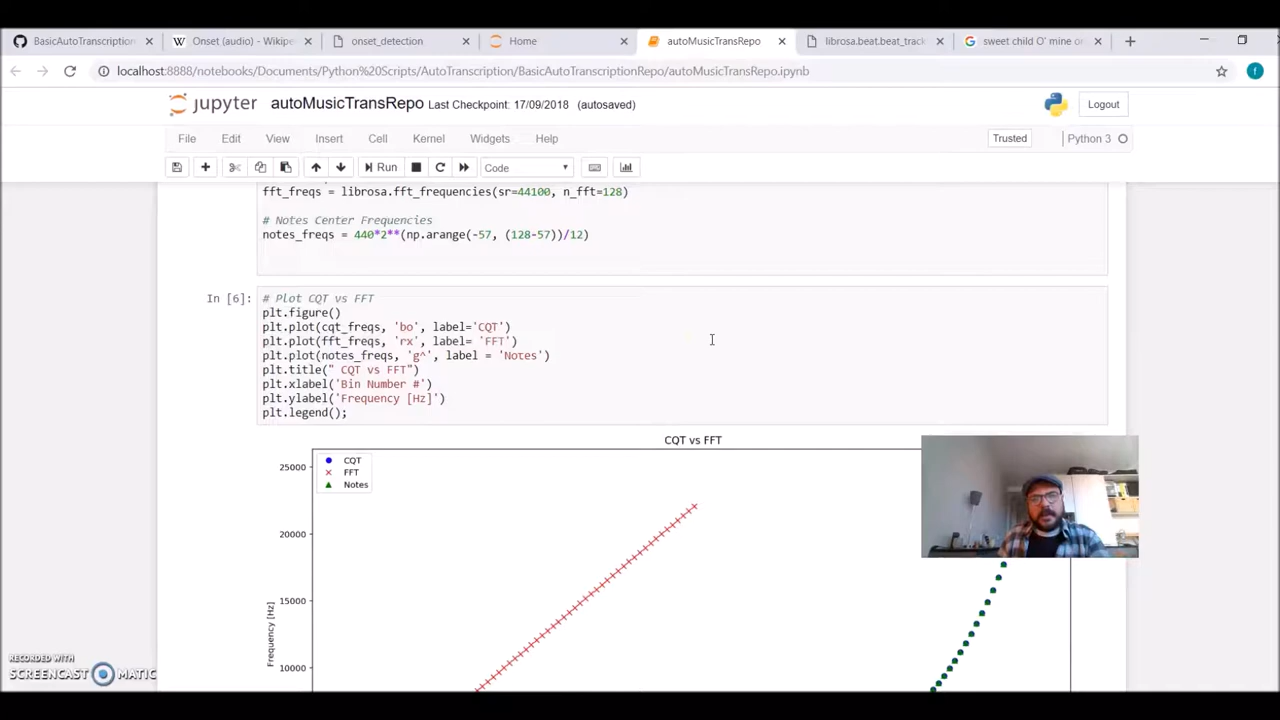 BasicAutoTranscription
Onset (audio) - Wikipe
onset_detection
Home
autoMusicTransRepo
librosa.beat.beat_track
sweet child O' mine o
localhost:8888/notebooks/Documents/Python%20Scripts/AutoTranscription/BasicAutoTranscriptionRepo/autoMusicTransRepo.ipynb
f
jupyter autoMusicTransRepo Last Checkpoint: 17/09/2018 (autosaved)
Logout
File Edit View Insert Cell Kernel Widgets Help
Trusted
Python 3
Run
Code
fft_freqs = librosa.fft_frequencies(sr=44100, n_fft=128)
# Notes Center Frequencies
notes_freqs = 440*2**(np.arange(-57, (128-57))/12)
In [6]:
# Plot CQT vs FFT
plt.figure()
plt.plot(cqt_freqs, 'bo', label='CQT')
plt.plot(fft_freqs, 'rx', label= 'FFT')
plt.plot(notes_freqs, 'g^', label = 'Notes')
plt.title(" CQT vs FFT")
plt.xlabel('Bin Number #')
plt.ylabel('Frequency [Hz]')
plt.legend();
CQT vs FFT
CQT
FFT
Notes
25000
20000
15000
10000
Frequency [Hz]
RECORDED WITH
SCREENCAST MATIC